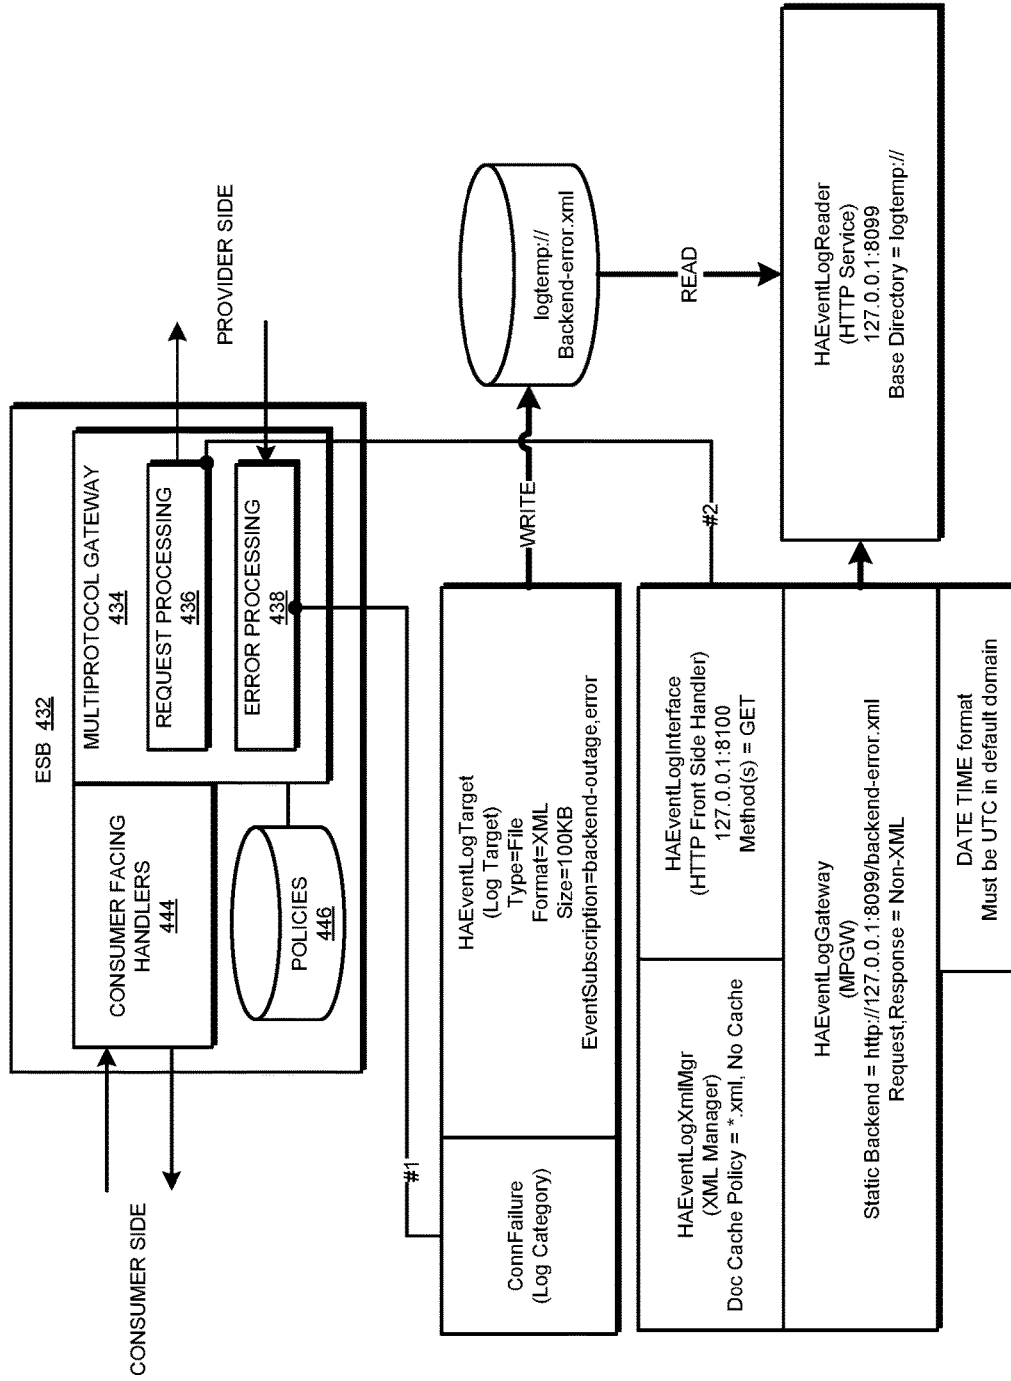 CONSUMER SIDE
ESB 432
CONSUMER FACING
HANDLERS
444
MULTIPROTOCOL GATEWAY
434
REQUEST PROCESSING
436
ERROR PROCESSING
438
POLICIES
446
PROVIDER SIDE
#1
ConnFailure
(Log Category)
HAEventLogTarget
(Log Target)
Type=File
Format=XML
Size=100KB
EventSubscription=backend-outage,error
WRITE
logtemp://
Backend-error.xml
READ
#2
HAEventLogXmlMgr
(XML Manager)
Doc Cache Policy = *.xml, No Cache
HAEventLogInterface
(HTTP Front Side Handler)
127.0.0.1:8100
Method(s) = GET
HAEventLogGateway
(MPGW)
Static Backend = http://127.0.0.1:8099/backend-error.xml
Request,Response = Non-XML
DATE TIME format
Must be UTC in default domain
HAEventLogReader
(HTTP Service)
127.0.0.1:8099
Base Directory = logtemp://